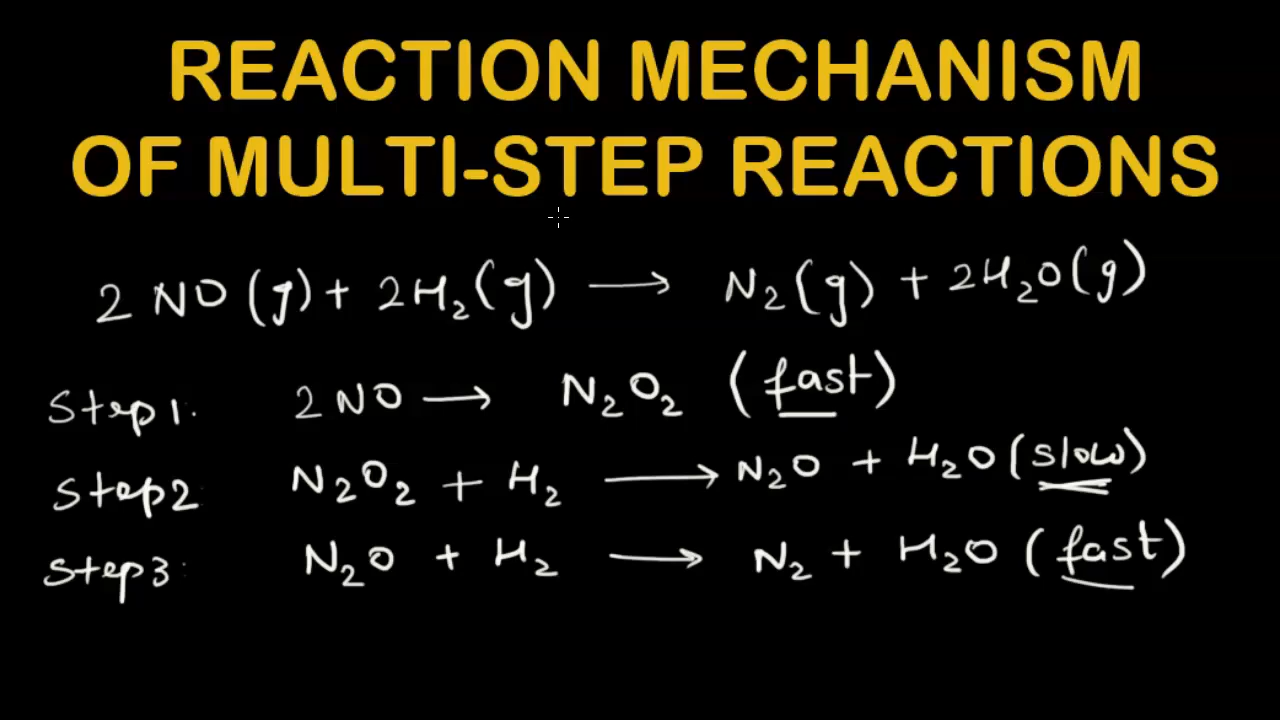 REACTION MECHANISM
OF MULTI-STEP REACTIONS
2 NO (g) + 2H₂ (g) → N₂ (g) + 2H₂O (g)
Step 1: 2 NO → N₂O₂ (fast)
Step 2: N₂O₂ + H₂ → N₂O + H₂O (slow)
Step 3: N₂O + H₂ → N₂ + H₂O (fast)